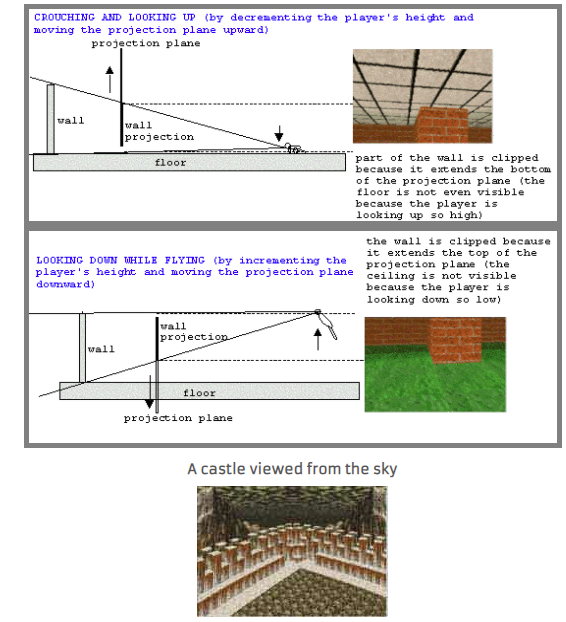 CROUCHING AND LOOKING UP (by decrementing the player's height and
moving the projection plane upward)
projection plane
wall
wall
projection
floor
part of the wall is clipped
because it extends the bottom
of the projection plane (the
floor is not even visible
because the player is
looking up so high)
the wall is clipped because
it extends the top of the
projection plane (the
ceiling is not visible
because the player is
looking down so low)
LOOKING DOWN WHILE FLYING (by incrementing the
player's height and moving the projection plane
downward)
wall
projection
wall
floor
projection plane
A castle viewed from the sky